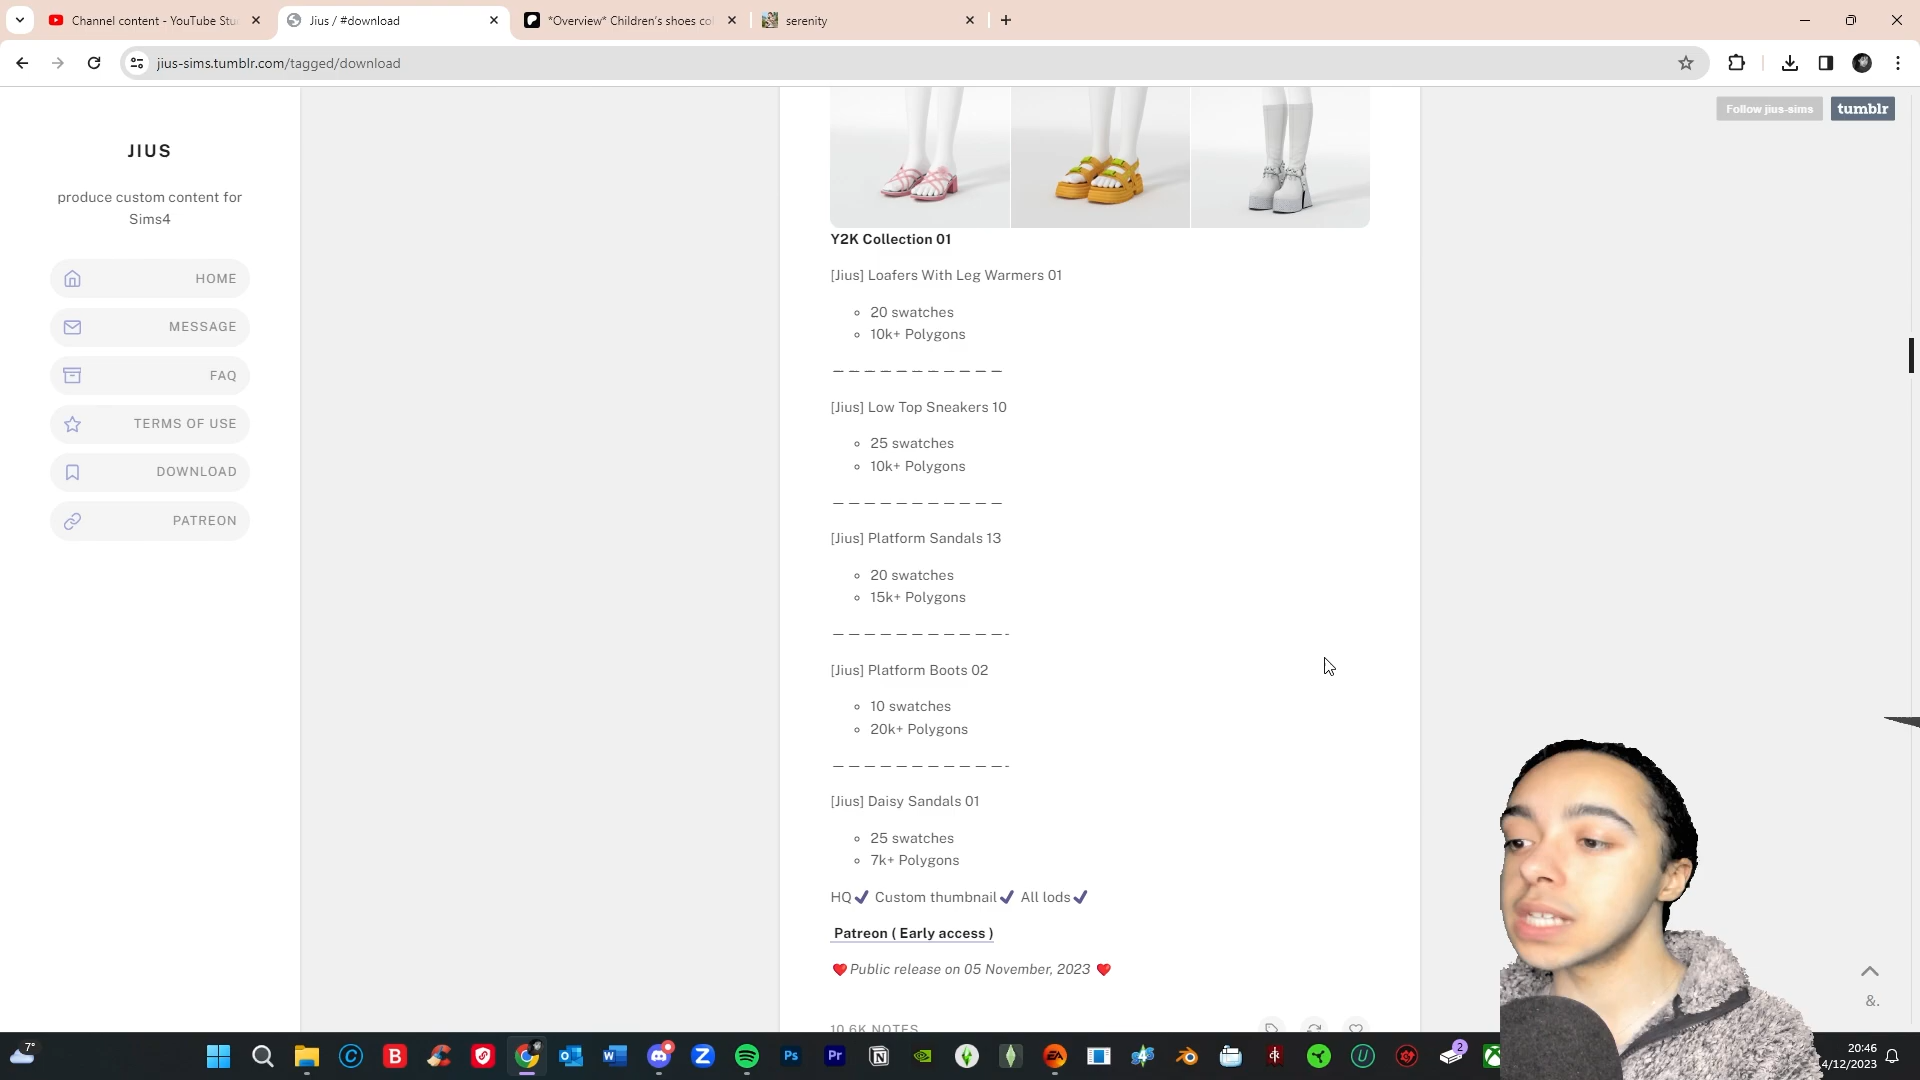 Channel content - YouTube Stu
Jius / #download
*Overview* Children's shoes co
serenity
jius-sims.tumblr.com/tagged/download
Follow jius-sims
tumblr
JIUS
produce custom content for
Sims4
HOME
MESSAGE
FAQ
TERMS OF USE
DOWNLOAD
PATREON
Y2K Collection 01
[Jius] Loafers With Leg Warmers 01
20 swatches
10k+ Polygons
— — — — — — — — — — —
[Jius] Low Top Sneakers 10
25 swatches
10k+ Polygons
— — — — — — — — — — —
[Jius] Platform Sandals 13
20 swatches
15k+ Polygons
— — — — — — — — — — —-
[Jius] Platform Boots 02
10 swatches
20k+ Polygons
— — — — — — — — — — —-
[Jius] Daisy Sandals 01
25 swatches
7k+ Polygons
HQ✔ Custom thumbnail✔ All lods✔
Patreon ( Early access )
❤Public release on 05 November, 2023 ❤
10.6K NOTES
&.
7°
2
20:46
4/12/2023